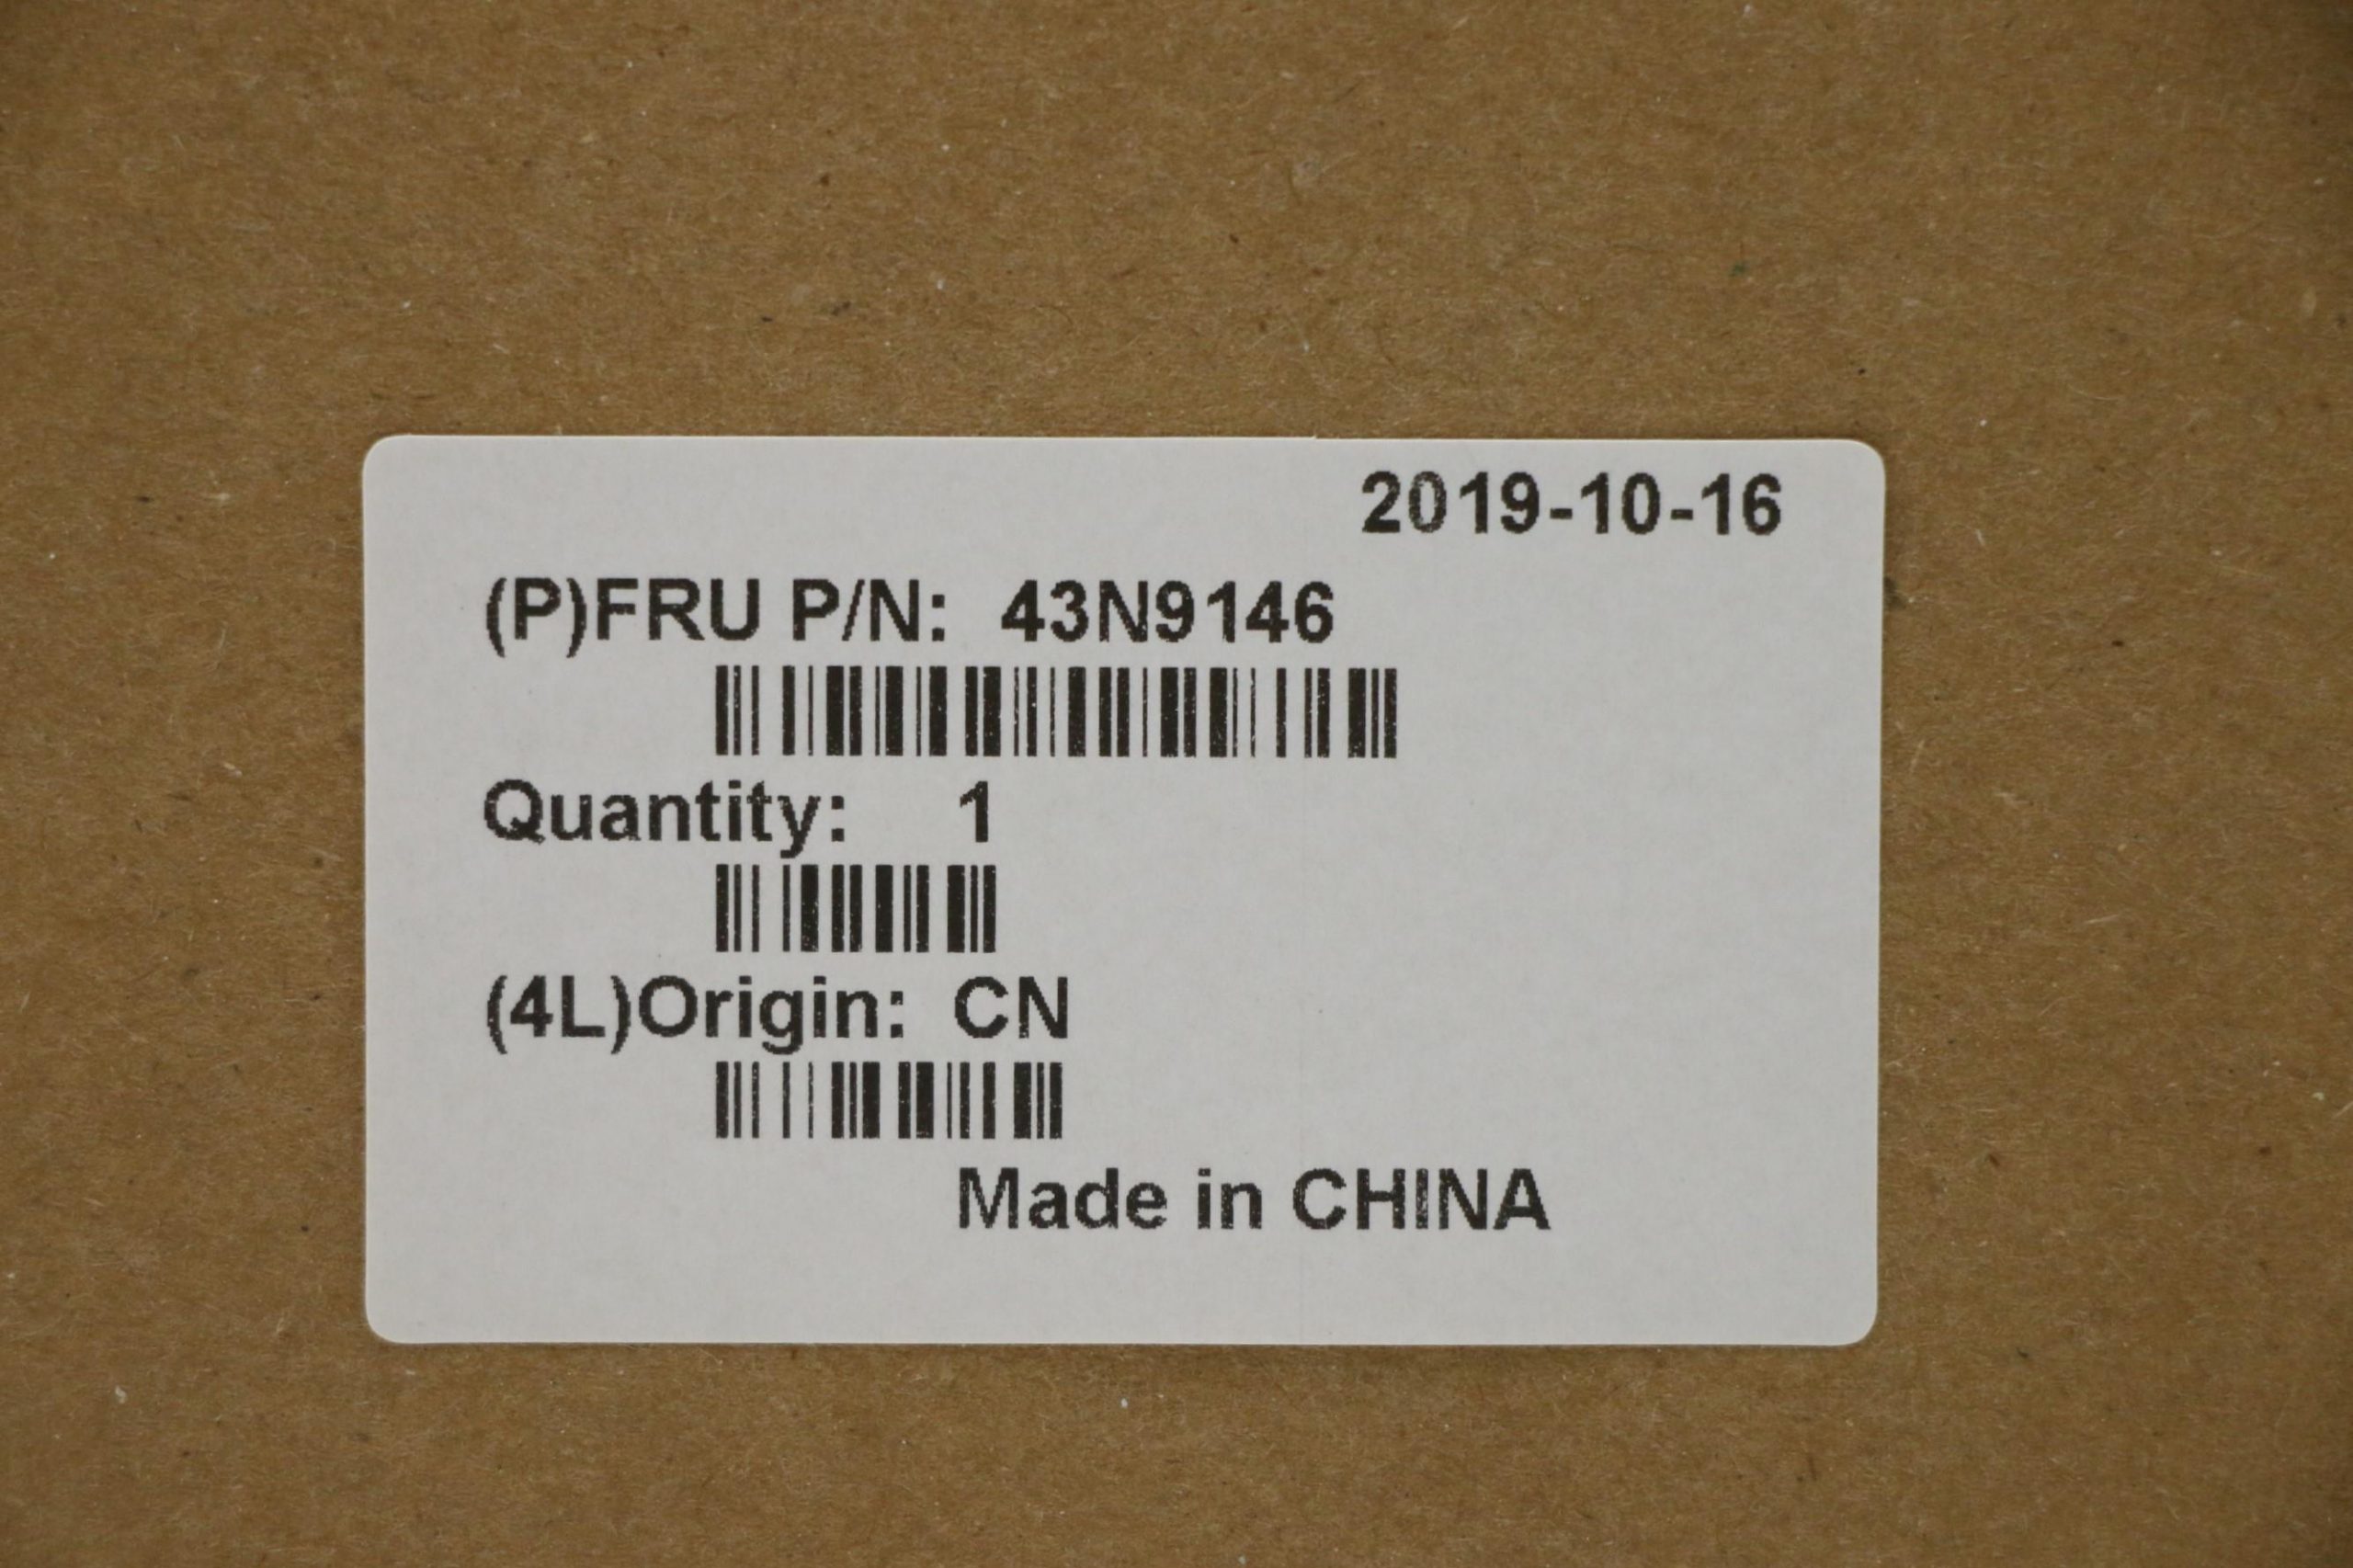 2019-10-16
(P)FRU P/N: 43N9146
Quantity: 1
(4L)Origin: CN
Made in CHINA